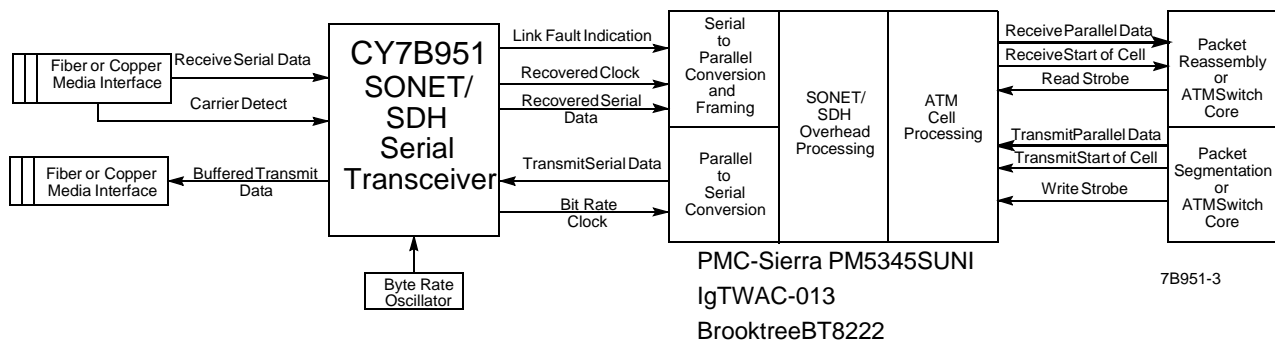 Fiber or Copper
Media Interface
Receive Serial Data
Carrier Detect
Fiber or Copper
Media Interface
Buffered Transmit
Data
CY7B951
SONET/
SDH
Serial
Transceiver
Byte Rate
Oscillator
Link Fault Indication
Recovered Clock
Recovered Serial
Data
Transmit Serial Data
Bit Rate
Clock
Serial
to
Parallel
Conversion
and
Framing
Parallel
to
Serial
Conversion
SONET/
SDH
Overhead
Processing
ATM
Cell
Processing
Receive Parallel Data
Receive Start of Cell
Read Strobe
Transmit Parallel Data
Transmit Start of Cell
Write Strobe
Packet
Reassembly
or
ATM Switch
Core
Packet
Segmentation
or
ATM Switch
Core
PMC-Sierra PM5345SUNI
IgTWAC-013
BrooktreeBT8222
7B951-3